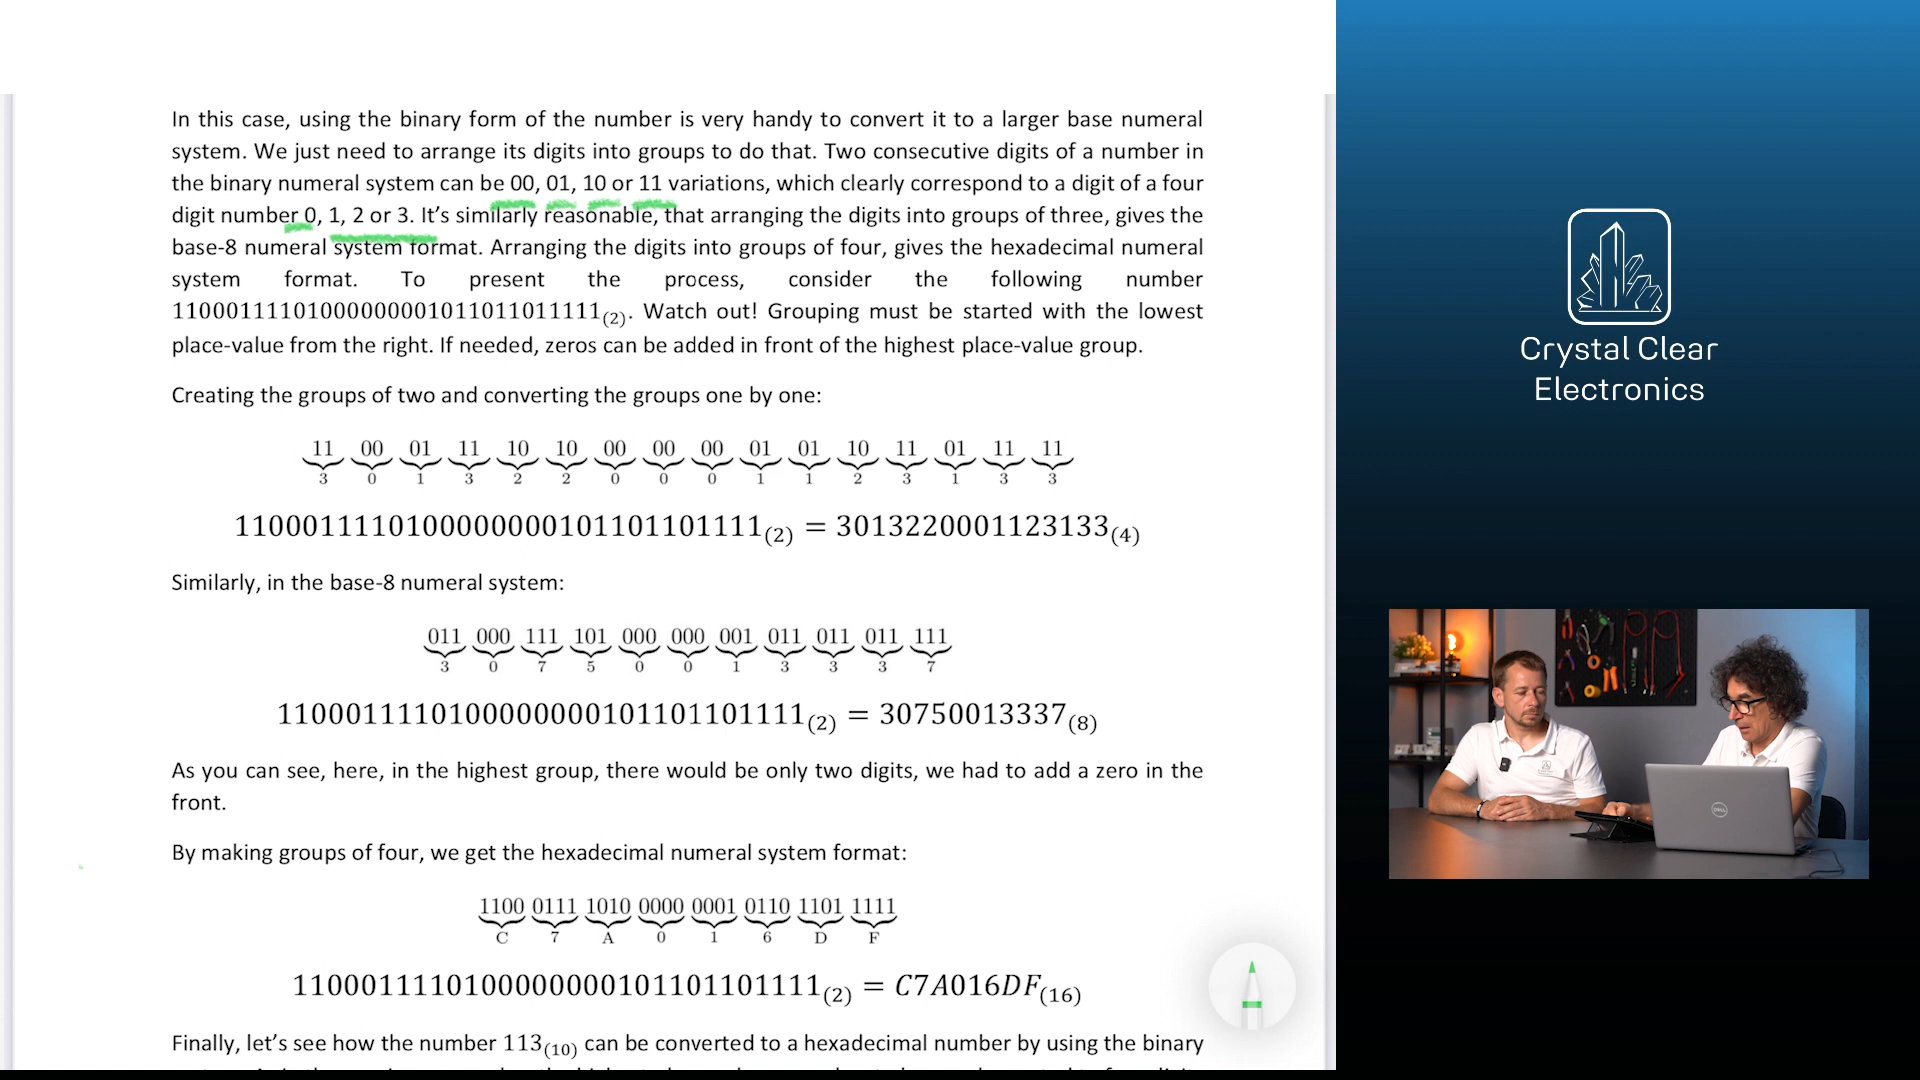 In this case, using the binary form of the number is very handy to convert it to a larger base numeral
system. We just need to arrange its digits into groups to do that. Two consecutive digits of a number in
the binary numeral system can be 00, 01, 10 or 11 variations, which clearly correspond to a digit of a four
digit number 0, 1, 2 or 3. It's similarly reasonable, that arranging the digits into groups of three, gives the
base-8 numeral system format. Arranging the digits into groups of four, gives the hexadecimal numeral
system format. To present the process, consider the following number
11000111101000000001011011011111(2). Watch out! Grouping must be started with the lowest
place-value from the right. If needed, zeros can be added in front of the highest place-value group.
Creating the groups of two and converting the groups one by one:
11 00 01 11 10 10 00 00 00 01 01 10 11 01 11 11
3 0 1 3 2 2 0 0 0 1 1 2 3 1 3 3
11000111101000000000101101101111(2) = 3013220001123133(4)
Similarly, in the base-8 numeral system:
011 000 111 101 000 000 001 011 011 011 111
3 0 7 5 0 0 1 3 3 3 7
11000111101000000000101101101111(2) = 30750013337(8)
As you can see, here, in the highest group, there would be only two digits, we had to add a zero in the
front.
By making groups of four, we get the hexadecimal numeral system format:
1100 0111 1010 0000 0001 0110 1101 1111
C 7 A 0 1 6 D F
11000111101000000000101101101111(2) = C7A016DF(16)
Finally, let's see how the number 113(10) can be converted to a hexadecimal number by using the binary
Crystal Clear
Electronics
DELL